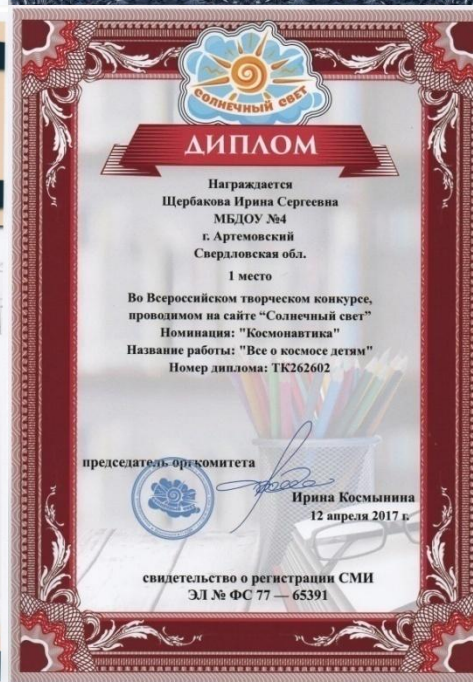 СОЛНЕЧНЫЙ СВЕТ
ДИПЛОМ
Награждается
Щербакова Ирина Сергеевна
МБДОУ №4
г. Артемовский
Свердловская обл.
1 место
Во Всероссийском творческом конкурсе,
проводимом на сайте “Солнечный свет”
Номинация: "Космонавтика"
Название работы: "Все о космосе детям"
Номер диплома: ТК262602
председатель оргкомитета
Ирина Космынина
12 апреля 2017 г.
свидетельство о регистрации СМИ
ЭЛ № ФС 77 — 65391